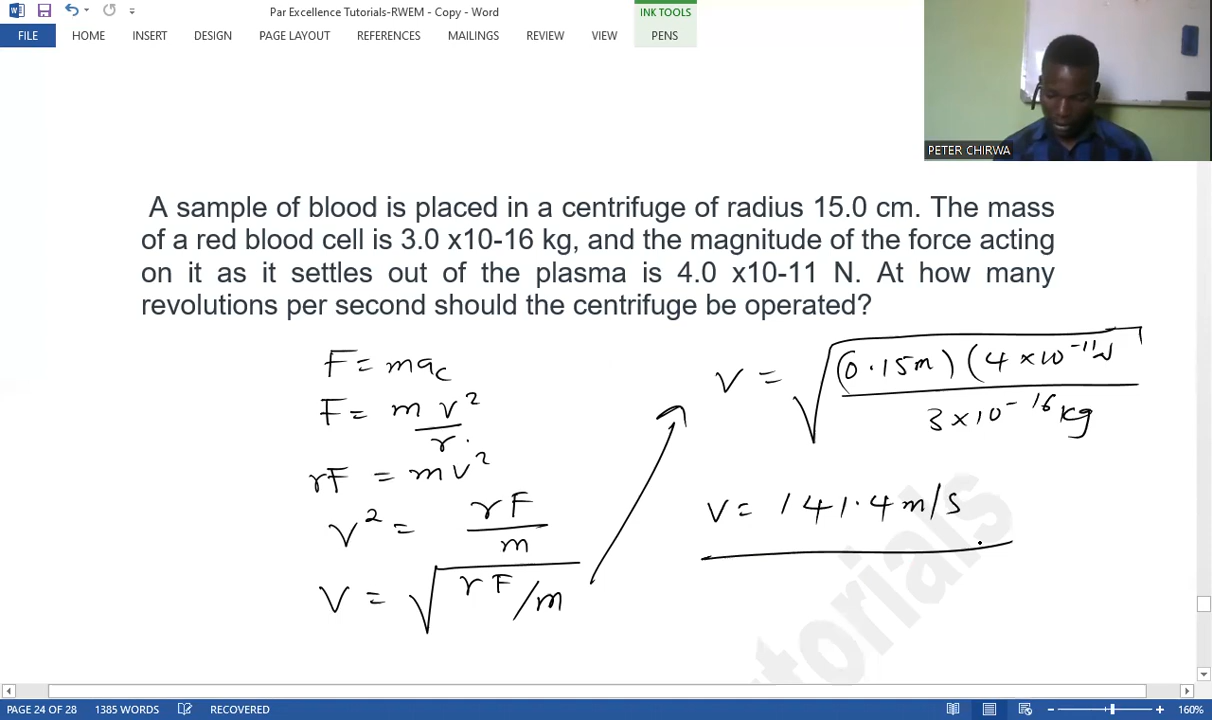 Par Excellence Tutorials-RWEM - Copy - Word
INK TOOLS
FILE HOME INSERT DESIGN PAGE LAYOUT REFERENCES MAILINGS REVIEW VIEW PENS
PETER CHIRWA
A sample of blood is placed in a centrifuge of radius 15.0 cm. The mass
of a red blood cell is 3.0 x10-16 kg, and the magnitude of the force acting
on it as it settles out of the plasma is 4.0 x10-11 N. At how many
revolutions per second should the centrifuge be operated?
F = mac
F = m v²/r.
rF = mv²
v² = rF/m
v = √rF/m
v = √(0.15m)(4×10⁻¹¹N/3×10⁻¹⁶kg
v = 141.4 m/s
torials
PAGE 24 OF 28 1385 WORDS RECOVERED 160%